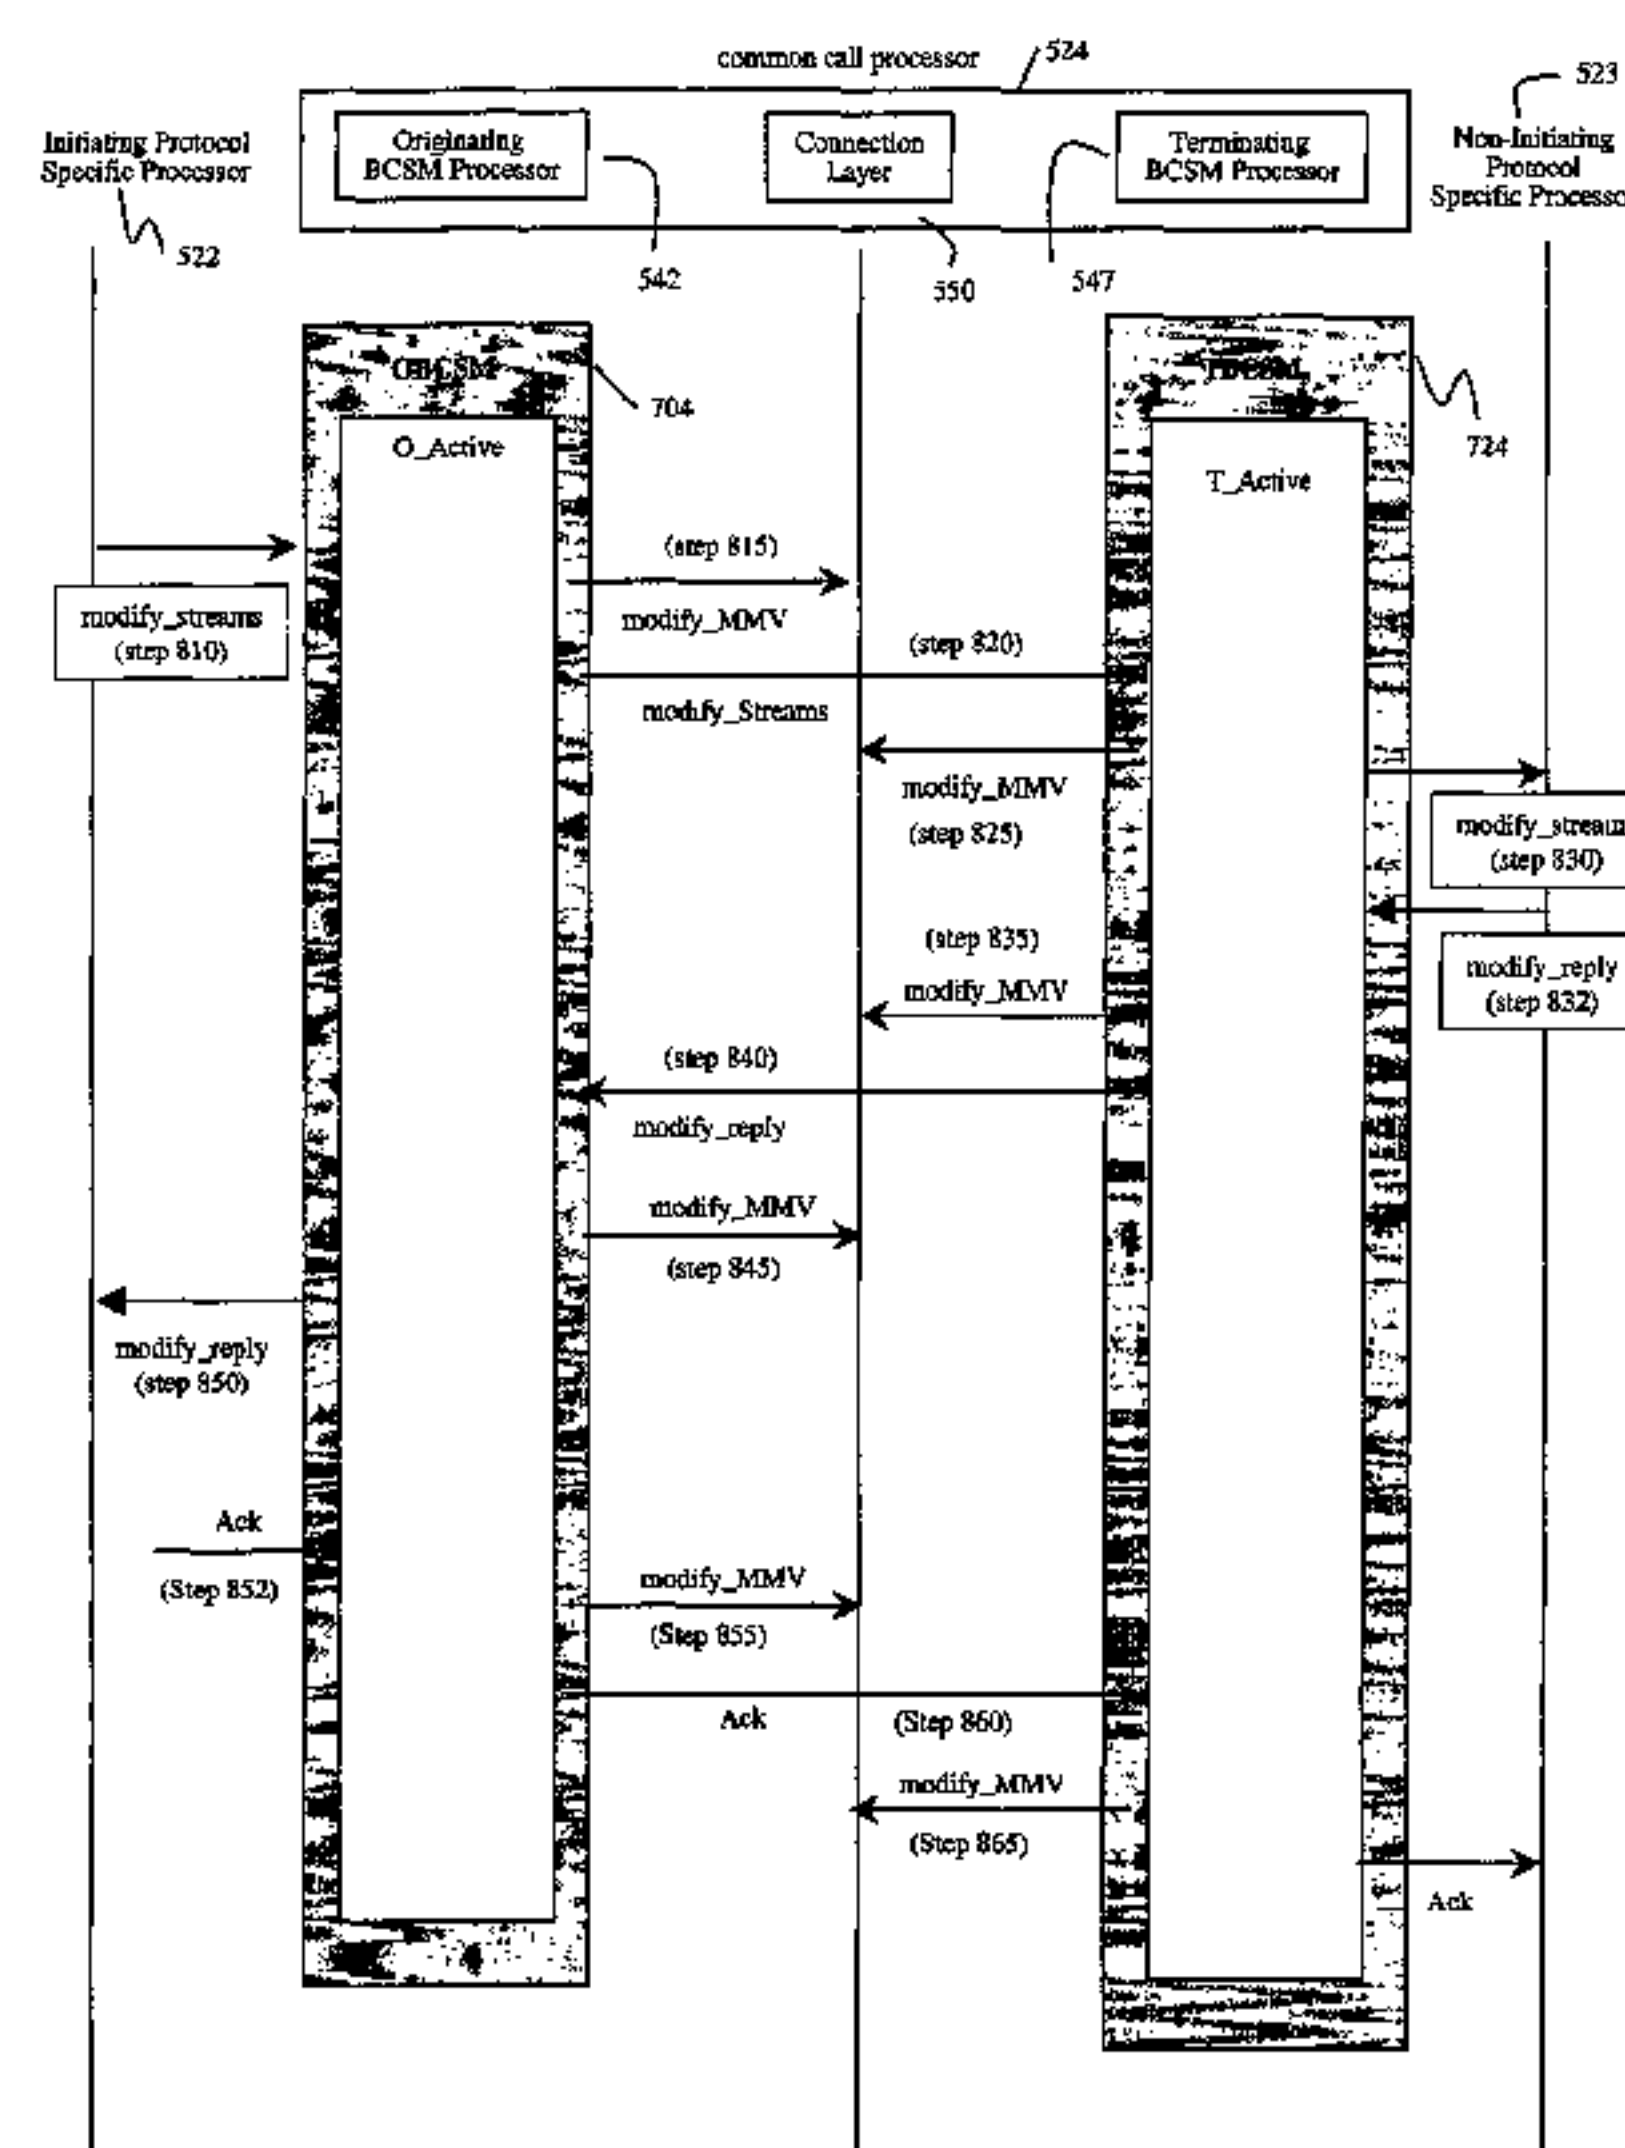 common call processor
524
523
Initiating Protocol
Specific Processor
522
Originating
BCSM Processor
542
Connection
Layer
550
Terminating
BCSM Processor
547
Non-Initiating
Protocol
Specific Processo
704
724
O_Active
T_Active
modify_streams
(step 810)
(step 815)
modify_MMV
(step 820)
modify_Streams
modify_MMV
(step 825)
modify_stream
(step 830)
modify_reply
(step 832)
(step 835)
modify_MMV
(step 840)
modify_reply
modify_MMV
(step 845)
modify_reply
(step 850)
Ack
(Step 852)
modify_MMV
(Step 855)
Ack
(Step 860)
modify_MMV
(Step 865)
Ack